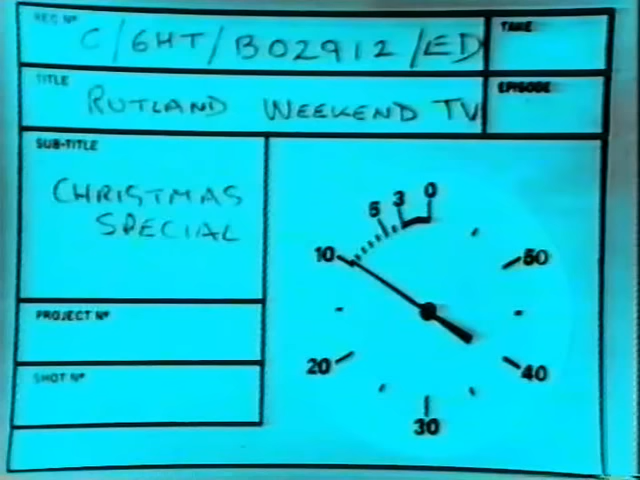 REC Nº
C/6HT/B02912/ED
TAKE
TITLE
RUTLAND WEEKEND TV
EPISODE
SUB-TITLE
CHRISTMAS
SPECIAL
PROJECT Nº
SHOT Nº
0
3
5
10
20
30
40
50